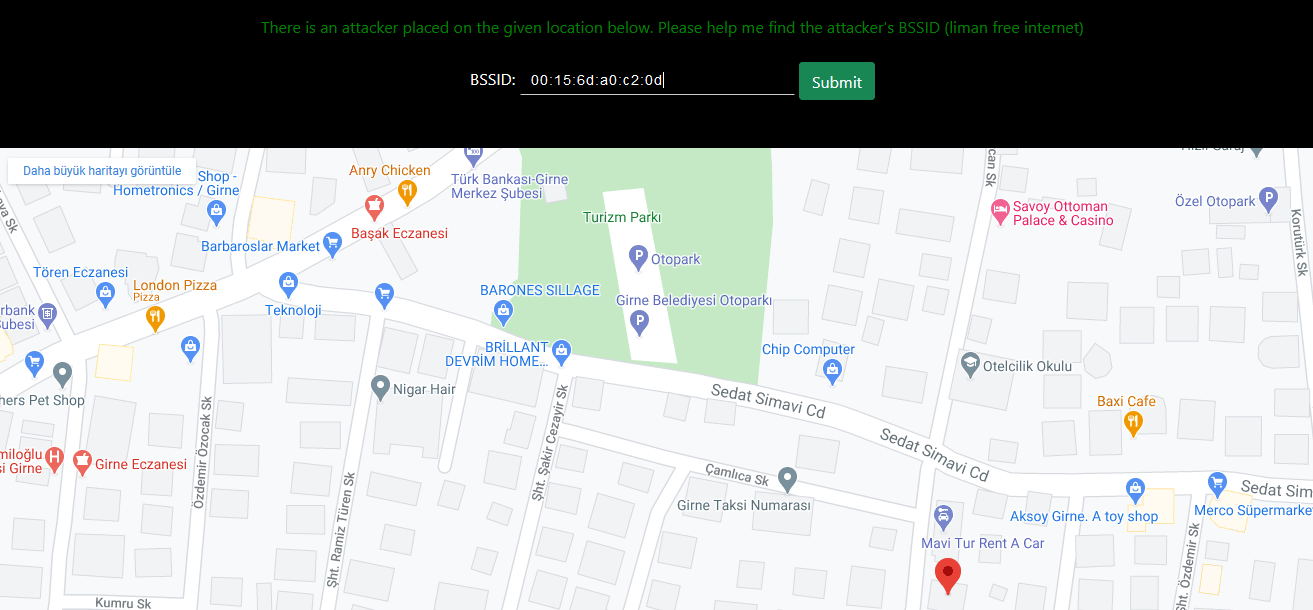 There is an attacker placed on the given location below. Please help me find the attacker's BSSID (liman free internet)
BSSID: 00:15:6d:a0:c2:0d
Submit
Daha büyük haritayı görüntüle
Shop -
Hometronics / Girne
Anry Chicken
Türk Bankası-Girne
Merkez Şubesi
Başak Eczanesi
Barbaroslar Market
Tören Eczanesi
London Pizza
Pizza
Teknoloji
rbank
Şubesi
Turizm Parkı
Otopark
Girne Belediyesi Otoparkı
BARONES SILLAGE
BRİLLANT
DEVRİM HOME...
Chip Computer
Savoy Ottoman
Palace & Casino
Özel Otopark
can Sk
Korutürk Sk
Otelcilik Okulu
Baxi Cafe
Nigar Hair
hers Pet Shop
Sedat Simavi Cd
Sedat Simavi Cd
Sedat Sim
miloğlu
si Girne
Girne Eczanesi
Özdemir Özocak Sk
Şht. Ramiz Türen Sk
Şht. Şakir Cezayir Sk
Çamlıca Sk
Girne Taksi Numarası
Aksoy Girne. A toy shop
Merco Süpermarke
Mavi Tur Rent A Car
Şht. Özdemir Sk
Kumru Sk